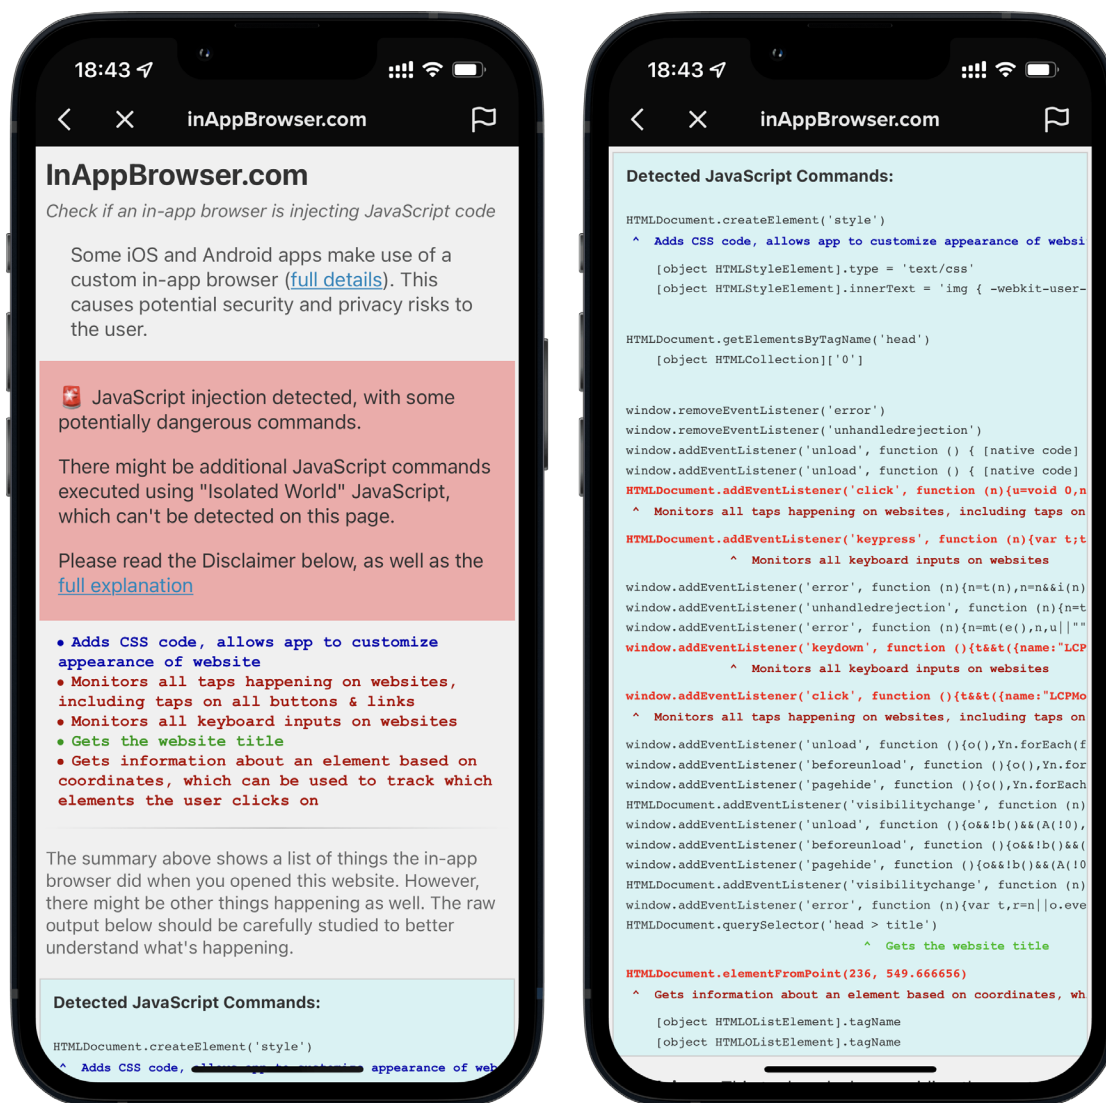 18:43
inAppBrowser.com
InAppBrowser.com
Check if an in-app browser is injecting JavaScript code
Some iOS and Android apps make use of a
custom in-app browser (full details). This
causes potential security and privacy risks to
the user.
🚨 JavaScript injection detected, with some
potentially dangerous commands.
There might be additional JavaScript commands
executed using "Isolated World" JavaScript,
which can't be detected on this page.
Please read the Disclaimer below, as well as the
full explanation
• Adds CSS code, allows app to customize
appearance of website
• Monitors all taps happening on websites,
including taps on all buttons & links
• Monitors all keyboard inputs on websites
• Gets the website title
• Gets information about an element based on
coordinates, which can be used to track which
elements the user clicks on
The summary above shows a list of things the in-app
browser did when you opened this website. However,
there might be other things happening as well. The raw
output below should be carefully studied to better
understand what's happening.
Detected JavaScript Commands:
HTMLDocument.createElement('style')
^ Adds CSS code, allows app to customize appearance of web
18:43
inAppBrowser.com
Detected JavaScript Commands:
HTMLDocument.createElement('style')
^ Adds CSS code, allows app to customize appearance of websi
[object HTMLStyleElement].type = 'text/css'
[object HTMLStyleElement].innerText = 'img { -webkit-user-
HTMLDocument.getElementsByTagName('head')
[object HTMLCollection]['0']
window.removeEventListener('error')
window.removeEventListener('unhandledrejection')
window.addEventListener('unload', function () { [native code]
window.addEventListener('unload', function () { [native code]
HTMLDocument.addEventListener('click', function (n){u=void 0,n
^ Monitors all taps happening on websites, including taps on
HTMLDocument.addEventListener('keypress', function (n){var t;t
^ Monitors all keyboard inputs on websites
window.addEventListener('error', function (n){n=t(n),n=n&&i(n)
window.addEventListener('unhandledrejection', function (n){n=t
window.addEventListener('error', function (n){n=mt(e(),n,u||""
window.addEventListener('keydown', function (){t&&t({name:"LCP
^ Monitors all keyboard inputs on websites
window.addEventListener('click', function (){t&&t({name:"LCPMo
^ Monitors all taps happening on websites, including taps on
window.addEventListener('unload', function (){o(),Yn.forEach(f
window.addEventListener('beforeunload', function (){o(),Yn.for
window.addEventListener('pagehide', function (){o(),Yn.forEach
HTMLDocument.addEventListener('visibilitychange', function (n)
window.addEventListener('unload', function (){o&&!b()&&(A(!0),
window.addEventListener('beforeunload', function (){o&&!b()&&(
window.addEventListener('pagehide', function (){o&&!b()&&(A(!0
HTMLDocument.addEventListener('visibilitychange', function (n)
window.addEventListener('error', function (n){var t,r=n||o.eve
HTMLDocument.querySelector('head > title')
^ Gets the website title
HTMLDocument.elementFromPoint(236, 549.666656)
^ Gets information about an element based on coordinates, wh
[object HTMLOListElement].tagName
[object HTMLOListElement].tagName